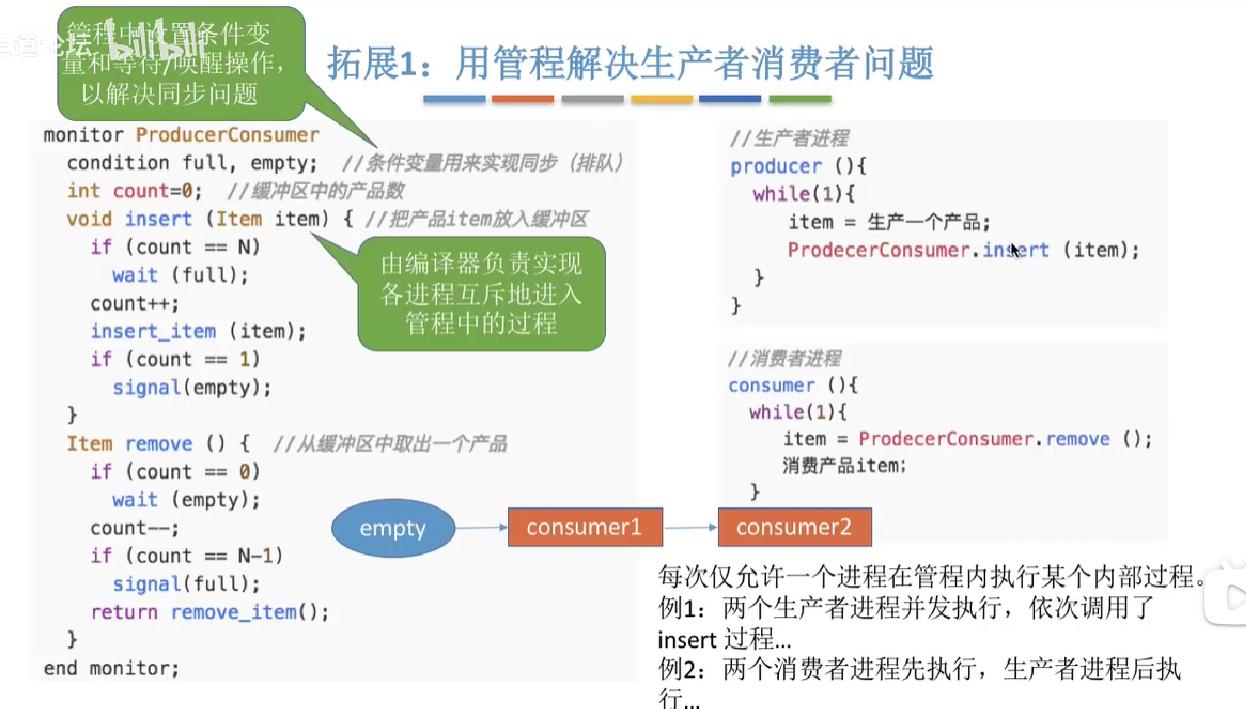 管程中设置条件变
量和等待/唤醒操作，
以解决同步问题
bilibili
拓展1：用管程解决生产者消费者问题
monitor ProducerConsumer
condition full, empty; //条件变量用来实现同步（排队）
int count=0; //缓冲区中的产品数
void insert (Item item) { //把产品item放入缓冲区
if (count == N)
wait (full);
count++;
insert_item (item);
if (count == 1)
signal(empty);
}
Item remove () { //从缓冲区中取出一个产品
if (count == 0)
wait (empty);
count--;
if (count == N-1)
signal(full);
return remove_item();
}
end monitor;
由编译器负责实现
各进程互斥地进入
管程中的过程
//生产者进程
producer (){
while(1){
item = 生产一个产品;
ProdecerConsumer.insert (item);
}
}
//消费者进程
consumer (){
while(1){
item = ProdecerConsumer.remove ();
消费产品item;
}
empty
consumer1
consumer2
每次仅允许一个进程在管程内执行某个内部过程。
例1：两个生产者进程并发执行，依次调用了
insert 过程...
例2：两个消费者进程先执行，生产者进程后执
行...